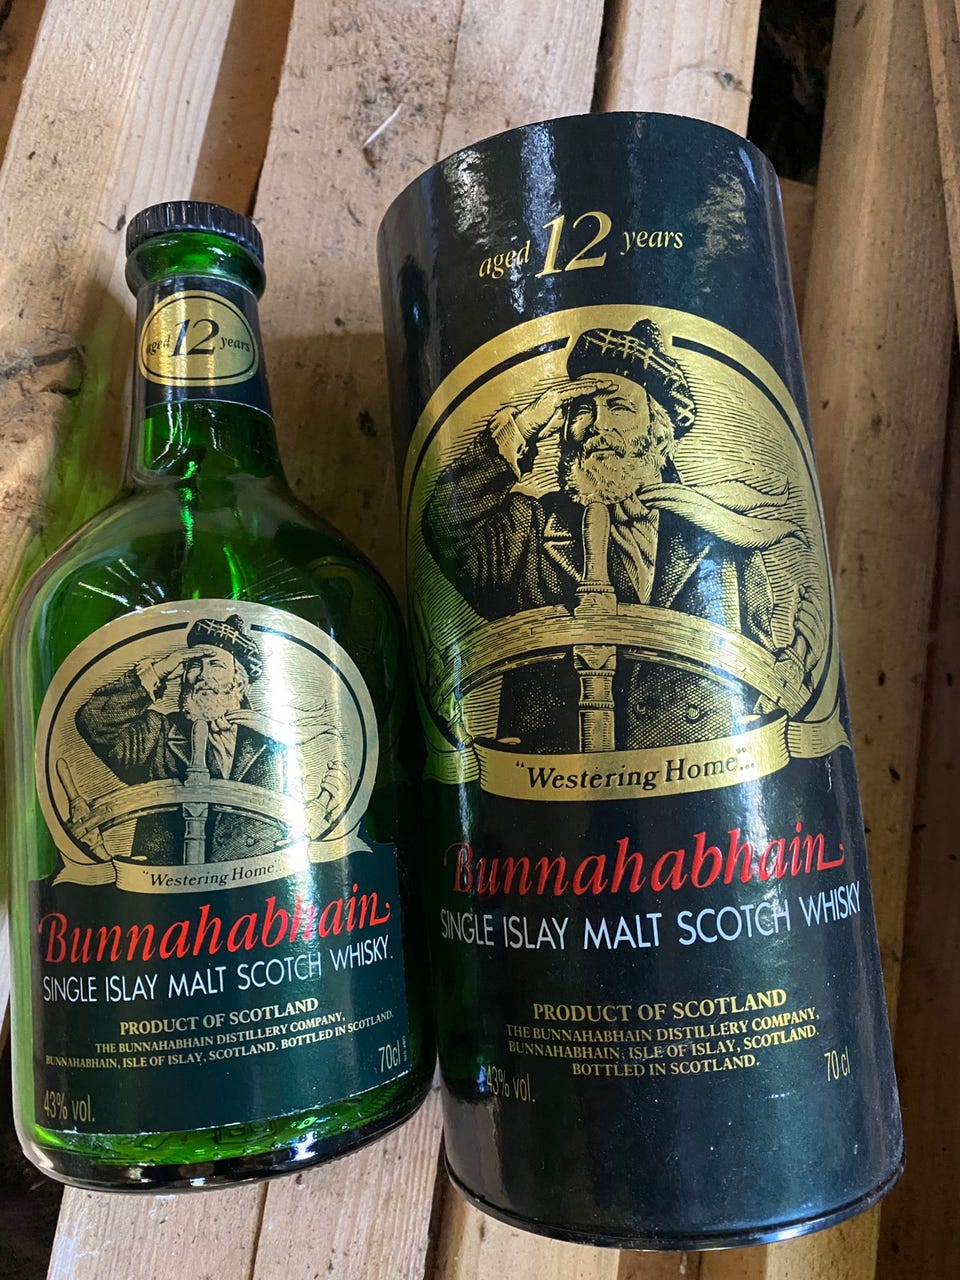 aged 12 years
"Westering Home"...
Bunnahabhain
SINGLE ISLAY MALT SCOTCH WHISKY.
PRODUCT OF SCOTLAND
THE BUNNAHABHAIN DISTILLERY COMPANY,
BUNNAHABHAIN, ISLE OF ISLAY, SCOTLAND. BOTTLED IN SCOTLAND.
43% vol.
70cl
aged 12 years
"Westering Home"...
Bunnahabhain
SINGLE ISLAY MALT SCOTCH WHISKY
PRODUCT OF SCOTLAND
THE BUNNAHABHAIN DISTILLERY COMPANY,
BUNNAHABHAIN, ISLE OF ISLAY, SCOTLAND.
BOTTLED IN SCOTLAND.
43% vol.
70 cl